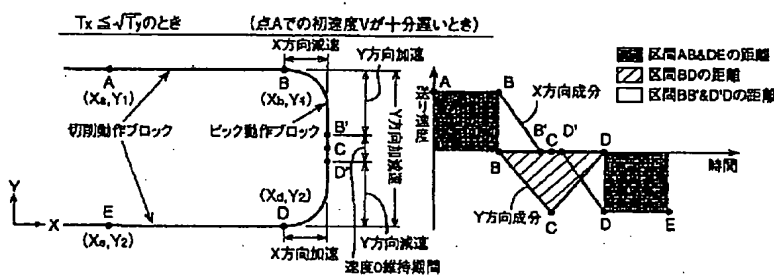 Tx≦√Tyのとき (点Aでの初速度Vが十分遅いとき)
X方向減速
Y方向加速
A
B
(Xa, Y1)
(Xb, Y1)
切削動作ブロック
ピック動作ブロック
B'
C
D'
Y方向加減速
E
D
(Xa, Y2)
(Xd, Y2)
X方向加速
Y方向減速
速度0維持期間
Y
X
送り速度
A
B
X方向成分
B'
C
D'
D
時間
B
Y方向成分
C
D
E
区間AB&DEの距離
区間BDの距離
区間BB'&D'Dの距離